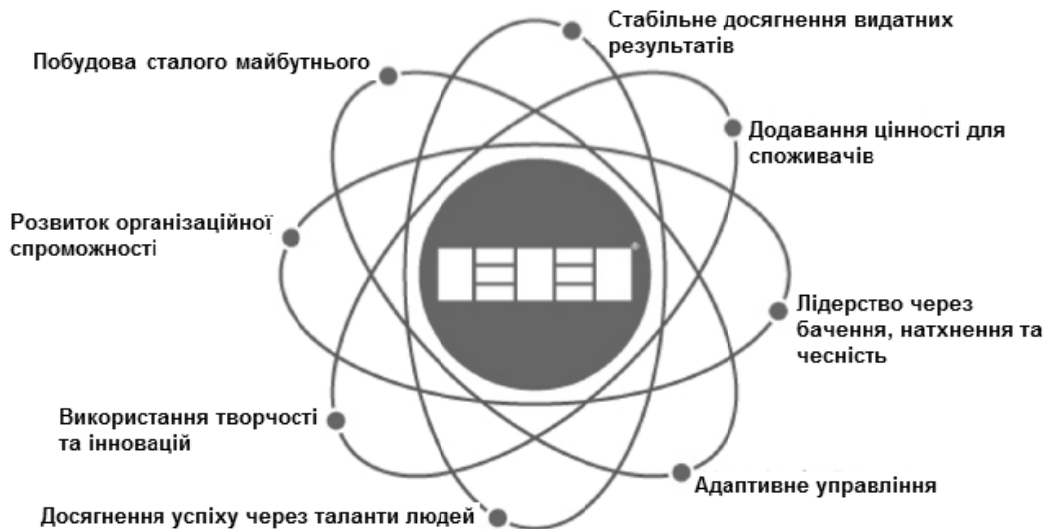 Стабільне досягнення видатних
результатів
Додавання цінності для
споживачів
Лідерство через
бачення, натхнення та
чесність
Адаптивне управління
Досягнення успіху через таланти людей
Використання творчості
та інновацій
Розвиток організаційної
спроможності
Побудова сталого майбутнього